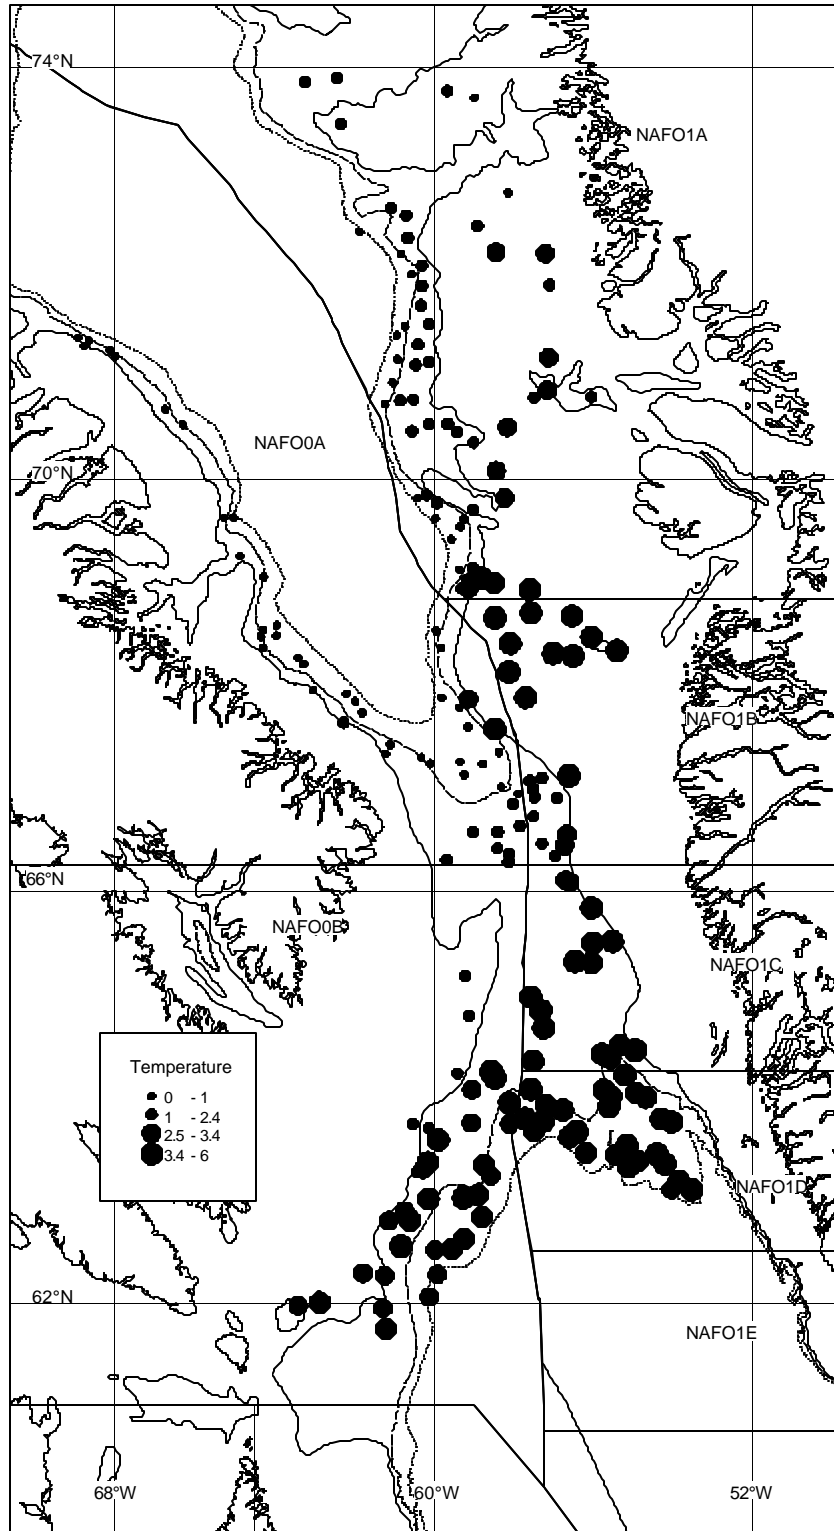 74°N
NAFO1A
NAFO0A
70°N
NAFO1B
66°N
NAFO0B
NAFO1C
Temperature
0 - 1
1 - 2.4
2.5 - 3.4
3.4 - 6
NAFO1D
62°N
NAFO1E
68°W
60°W
52°W